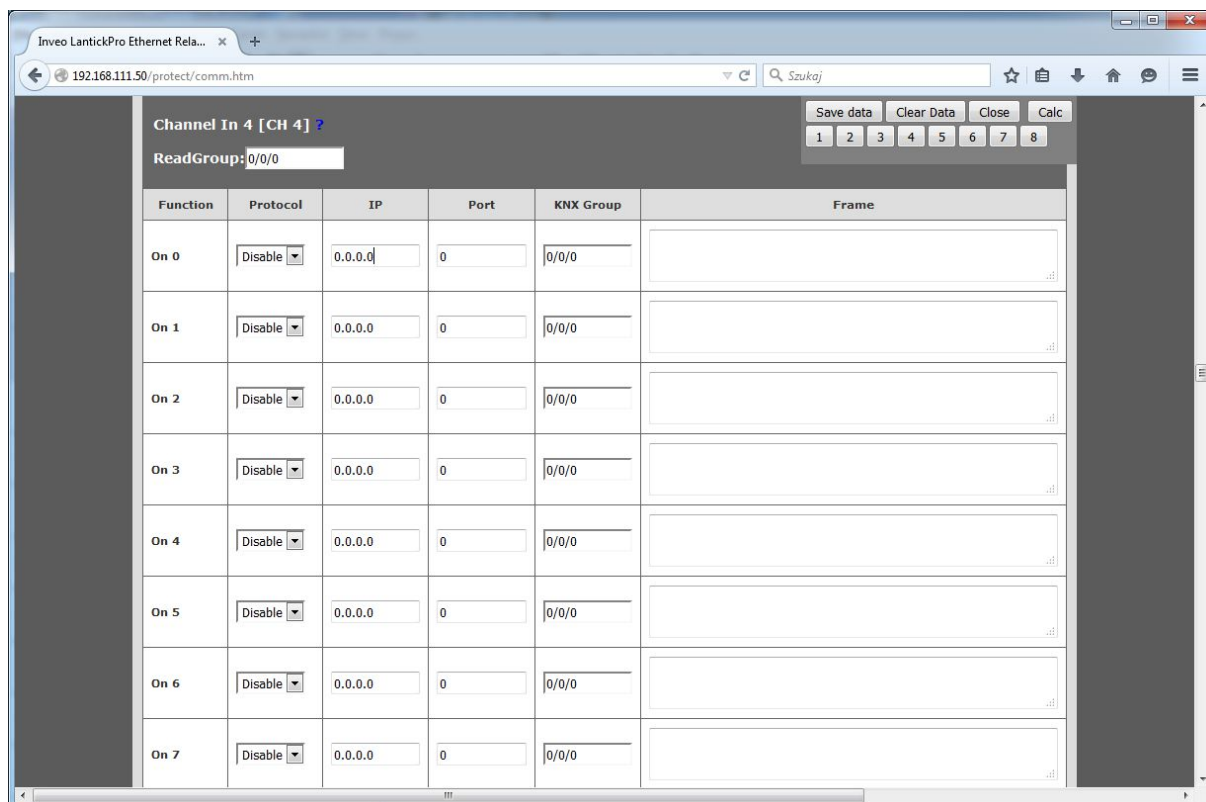 Inveo LantickPro Ethernet Rela... × +
192.168.111.50/protect/comm.htm Szukaj
Channel In 4 [CH 4] ? Save data Clear Data Close Calc
1 2 3 4 5 6 7 8
ReadGroup: 0/0/0
Function Protocol IP Port KNX Group Frame
On 0 Disable 0.0.0.0 0 0/0/0
On 1 Disable 0.0.0.0 0 0/0/0
On 2 Disable 0.0.0.0 0 0/0/0
On 3 Disable 0.0.0.0 0 0/0/0
On 4 Disable 0.0.0.0 0 0/0/0
On 5 Disable 0.0.0.0 0 0/0/0
On 6 Disable 0.0.0.0 0 0/0/0
On 7 Disable 0.0.0.0 0 0/0/0